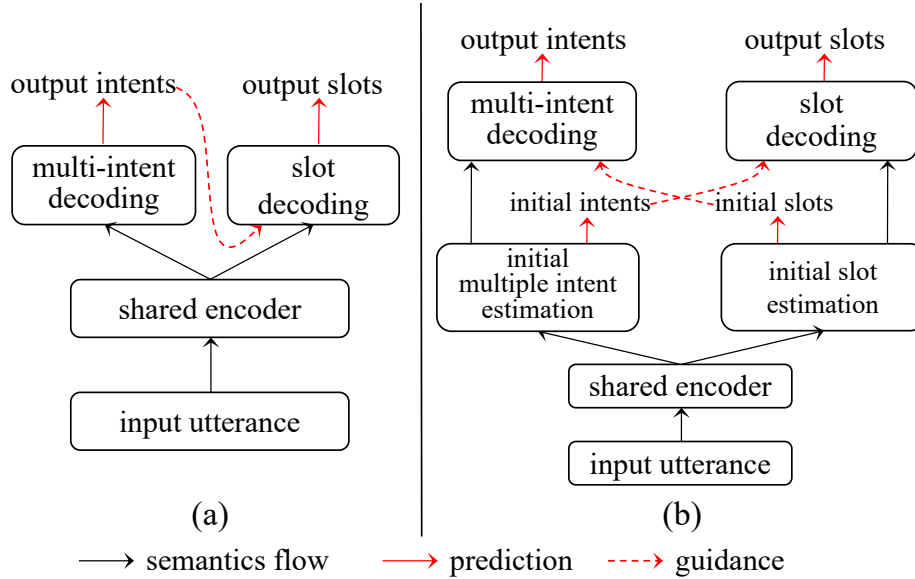 output intents
output slots
multi-intent
decoding
slot
decoding
shared encoder
input utterance
(a)
output intents
output slots
multi-intent
decoding
slot
decoding
initial intents
initial slots
initial
multiple intent
estimation
initial slot
estimation
shared encoder
input utterance
(b)
semantics flow
prediction
guidance